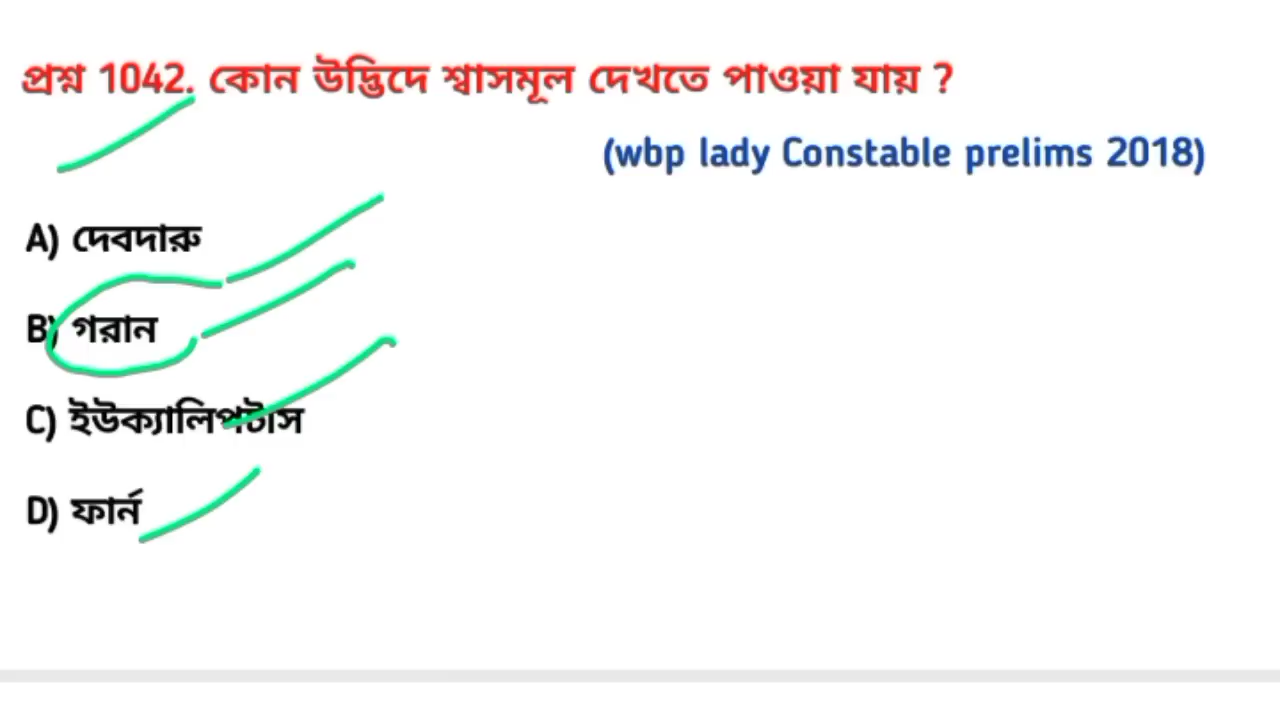 প্রশ্ন 1042. কোন উদ্ভিদে শ্বাসমূল দেখতে পাওয়া যায় ?
(wbp lady Constable prelims 2018)
A) দেবদারু
B) গরান
C) ইউক্যালিপটাস
D) ফার্ন